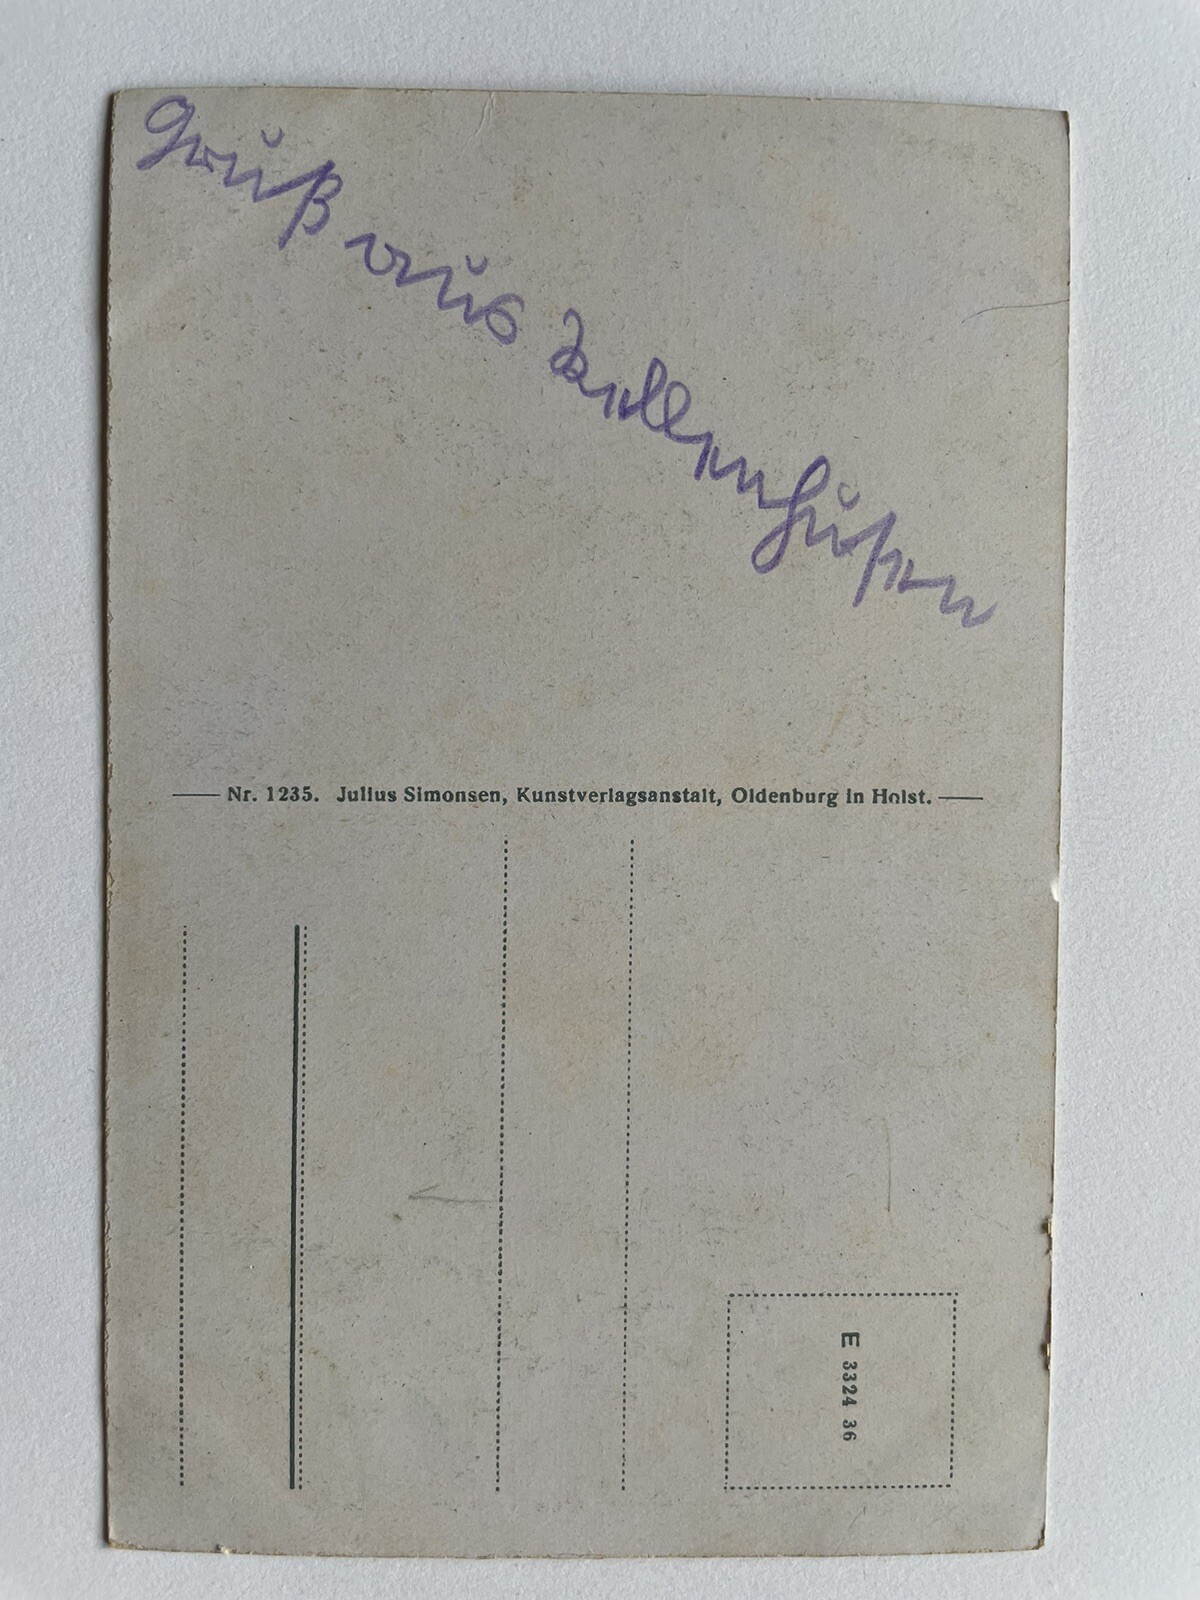 Gruß aus Kellenhusen
Nr. 1235. Julius Simonsen, Kunstverlagsanstalt, Oldenburg in Holst.
E 3324 36